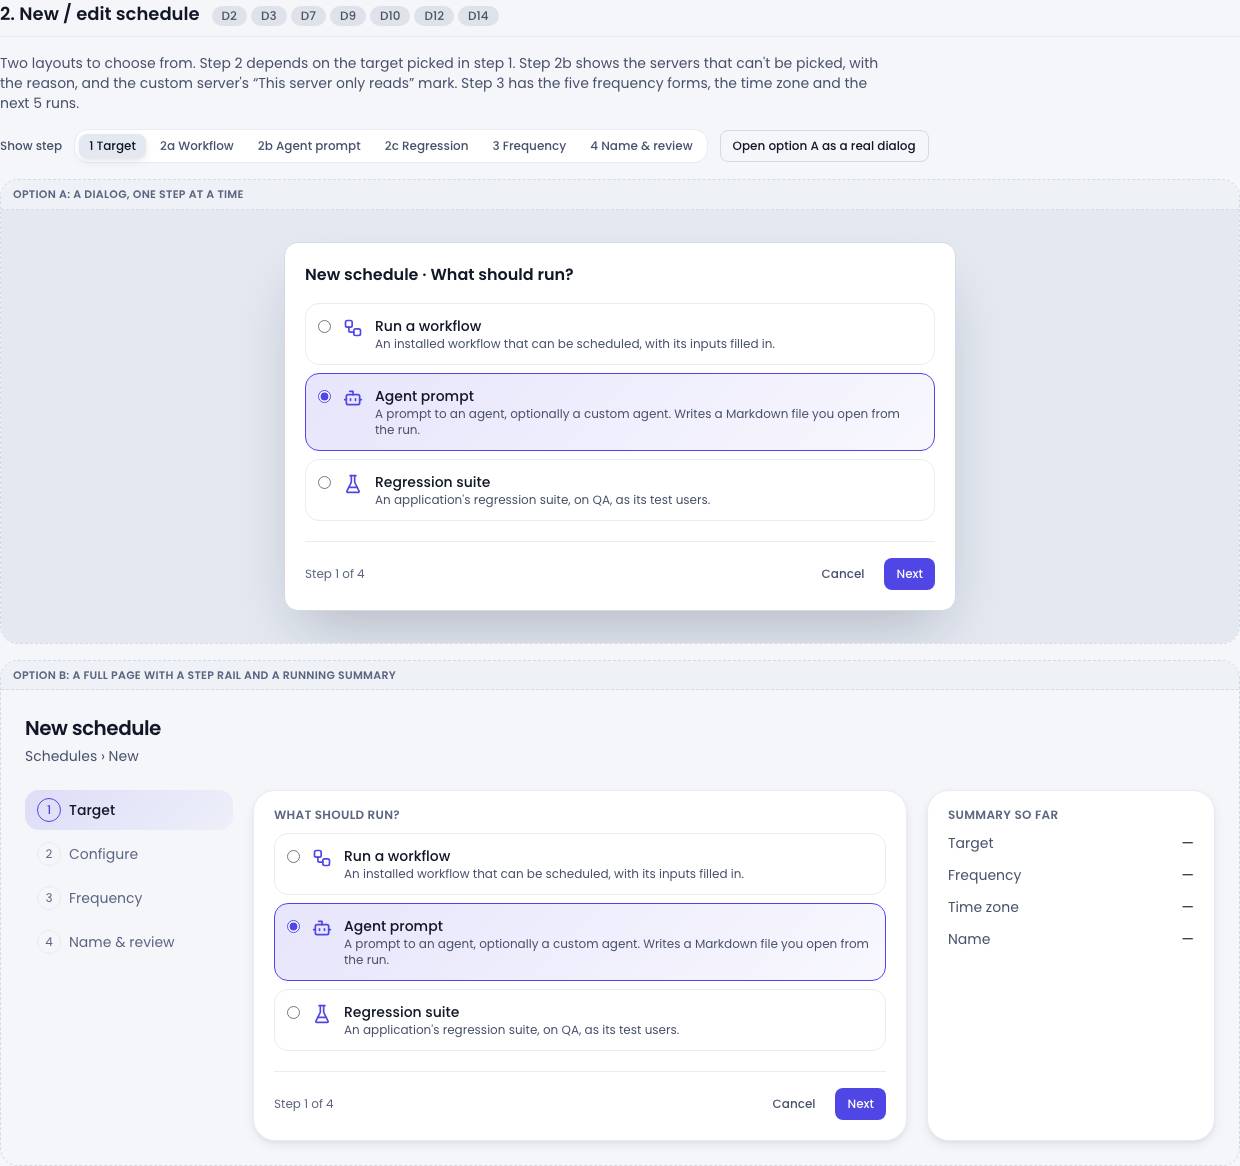 2. New / edit schedule D2 D3 D7 D9 D10 D12 D14
Two layouts to choose from. Step 2 depends on the target picked in step 1. Step 2b shows the servers that can't be picked, with
the reason, and the custom server's “This server only reads” mark. Step 3 has the five frequency forms, the time zone and the
next 5 runs.
Show step 1 Target 2a Workflow 2b Agent prompt 2c Regression 3 Frequency 4 Name & review Open option A as a real dialog
OPTION A: A DIALOG, ONE STEP AT A TIME
New schedule · What should run?
Run a workflow
An installed workflow that can be scheduled, with its inputs filled in.
Agent prompt
A prompt to an agent, optionally a custom agent. Writes a Markdown file you open from
the run.
Regression suite
An application's regression suite, on QA, as its test users.
Step 1 of 4 Cancel Next
OPTION B: A FULL PAGE WITH A STEP RAIL AND A RUNNING SUMMARY
New schedule
Schedules › New
1 Target
2 Configure
3 Frequency
4 Name & review
WHAT SHOULD RUN?
Run a workflow
An installed workflow that can be scheduled, with its inputs filled in.
Agent prompt
A prompt to an agent, optionally a custom agent. Writes a Markdown file you open from
the run.
Regression suite
An application's regression suite, on QA, as its test users.
Step 1 of 4 Cancel Next
SUMMARY SO FAR
Target —
Frequency —
Time zone —
Name —